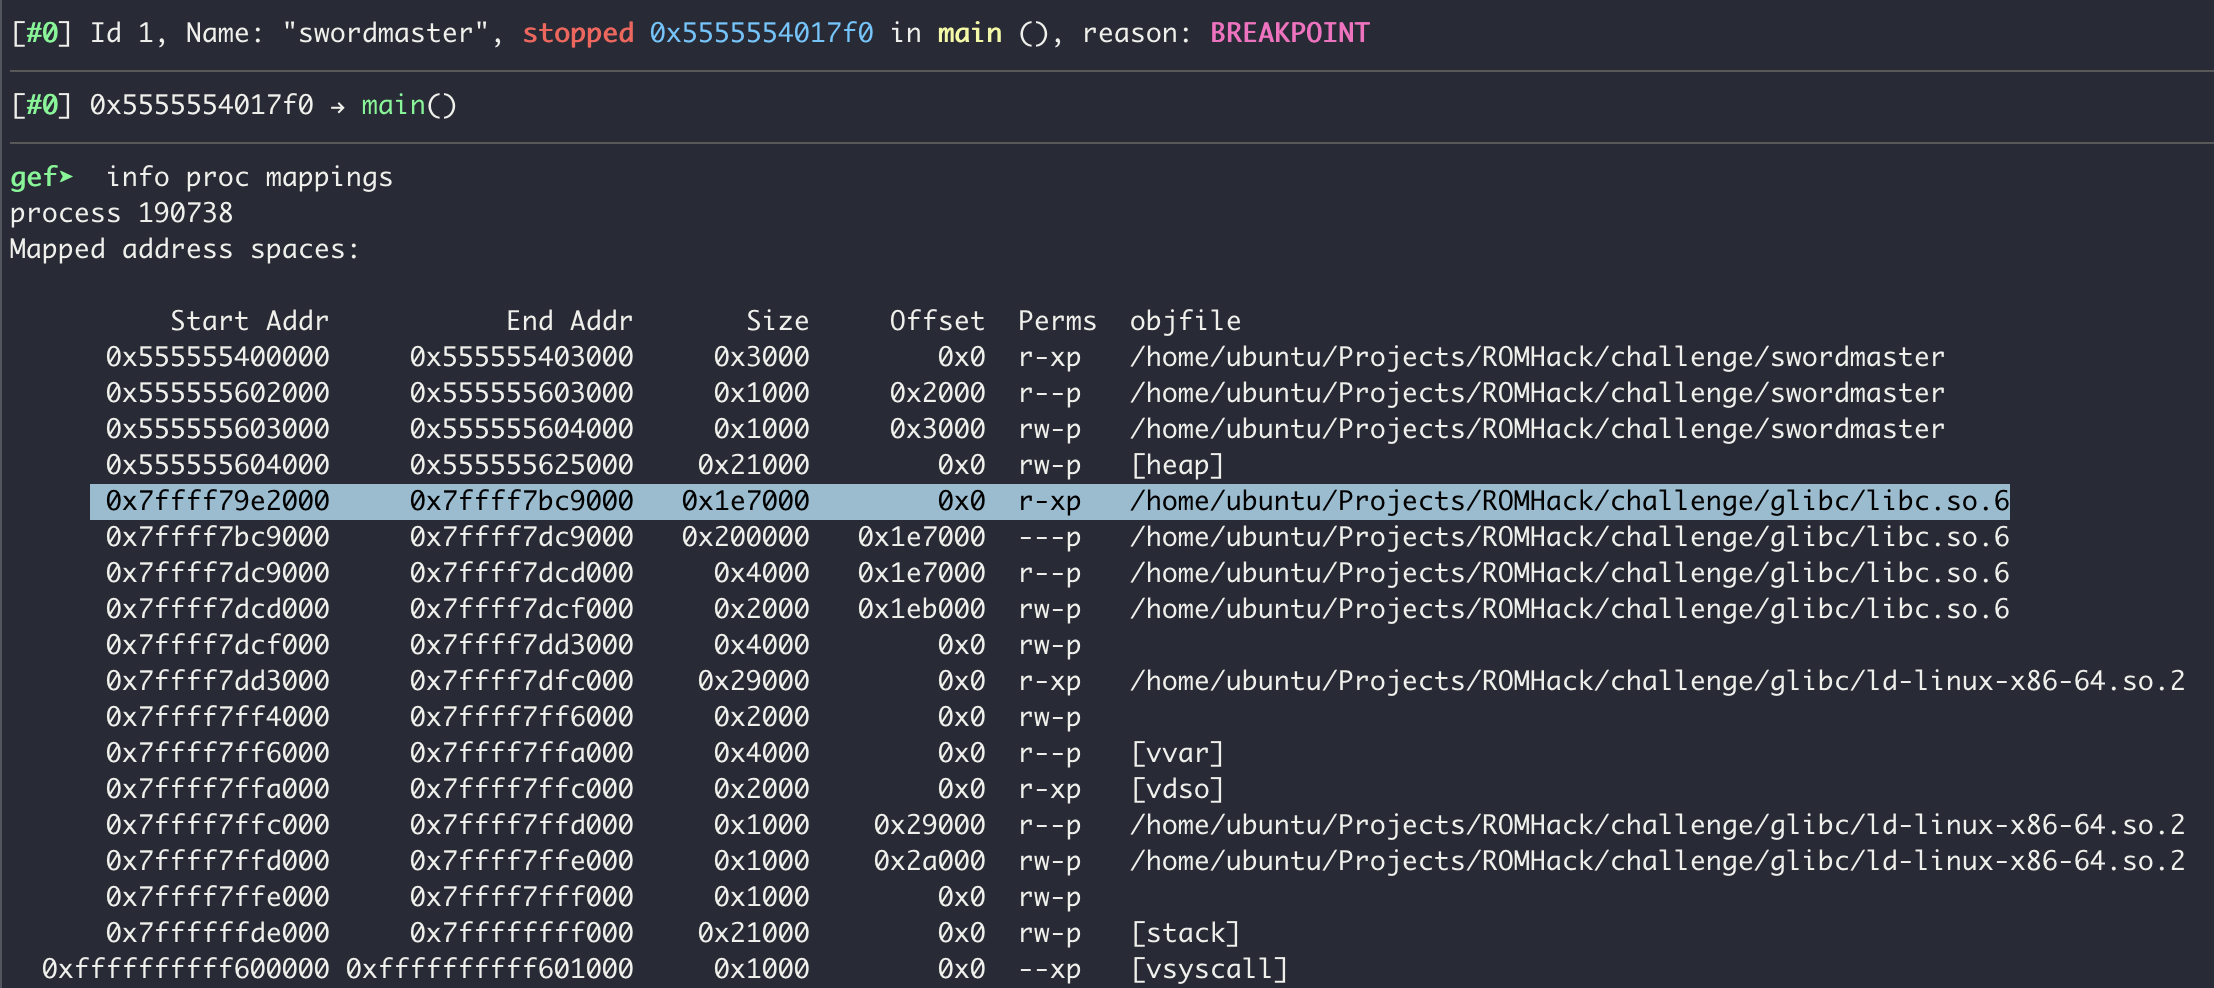 [#0] Id 1, Name: "swordmaster", stopped 0x5555554017f0 in main (), reason: BREAKPOINT
[#0] 0x5555554017f0 → main()
gef➤  info proc mappings
process 190738
Mapped address spaces:
Start Addr End Addr Size Offset Perms objfile
0x555555400000 0x555555403000 0x3000 0x0 r-xp /home/ubuntu/Projects/ROMHack/challenge/swordmaster
0x555555602000 0x555555603000 0x1000 0x2000 r--p /home/ubuntu/Projects/ROMHack/challenge/swordmaster
0x555555603000 0x555555604000 0x1000 0x3000 rw-p /home/ubuntu/Projects/ROMHack/challenge/swordmaster
0x555555604000 0x555555625000 0x21000 0x0 rw-p [heap]
0x7ffff79e2000 0x7ffff7bc9000 0x1e7000 0x0 r-xp /home/ubuntu/Projects/ROMHack/challenge/glibc/libc.so.6
0x7ffff7bc9000 0x7ffff7dc9000 0x200000 0x1e7000 ---p /home/ubuntu/Projects/ROMHack/challenge/glibc/libc.so.6
0x7ffff7dc9000 0x7ffff7dcd000 0x4000 0x1e7000 r--p /home/ubuntu/Projects/ROMHack/challenge/glibc/libc.so.6
0x7ffff7dcd000 0x7ffff7dcf000 0x2000 0x1eb000 rw-p /home/ubuntu/Projects/ROMHack/challenge/glibc/libc.so.6
0x7ffff7dcf000 0x7ffff7dd3000 0x4000 0x0 rw-p
0x7ffff7dd3000 0x7ffff7dfc000 0x29000 0x0 r-xp /home/ubuntu/Projects/ROMHack/challenge/glibc/ld-linux-x86-64.so.2
0x7ffff7ff4000 0x7ffff7ff6000 0x2000 0x0 rw-p
0x7ffff7ff6000 0x7ffff7ffa000 0x4000 0x0 r--p [vvar]
0x7ffff7ffa000 0x7ffff7ffc000 0x2000 0x0 r-xp [vdso]
0x7ffff7ffc000 0x7ffff7ffd000 0x1000 0x29000 r--p /home/ubuntu/Projects/ROMHack/challenge/glibc/ld-linux-x86-64.so.2
0x7ffff7ffd000 0x7ffff7ffe000 0x1000 0x2a000 rw-p /home/ubuntu/Projects/ROMHack/challenge/glibc/ld-linux-x86-64.so.2
0x7ffff7ffe000 0x7ffff7fff000 0x1000 0x0 rw-p
0x7ffffffde000 0x7ffffffff000 0x21000 0x0 rw-p [stack]
0xffffffffff600000 0xffffffffff601000 0x1000 0x0 --xp [vsyscall]